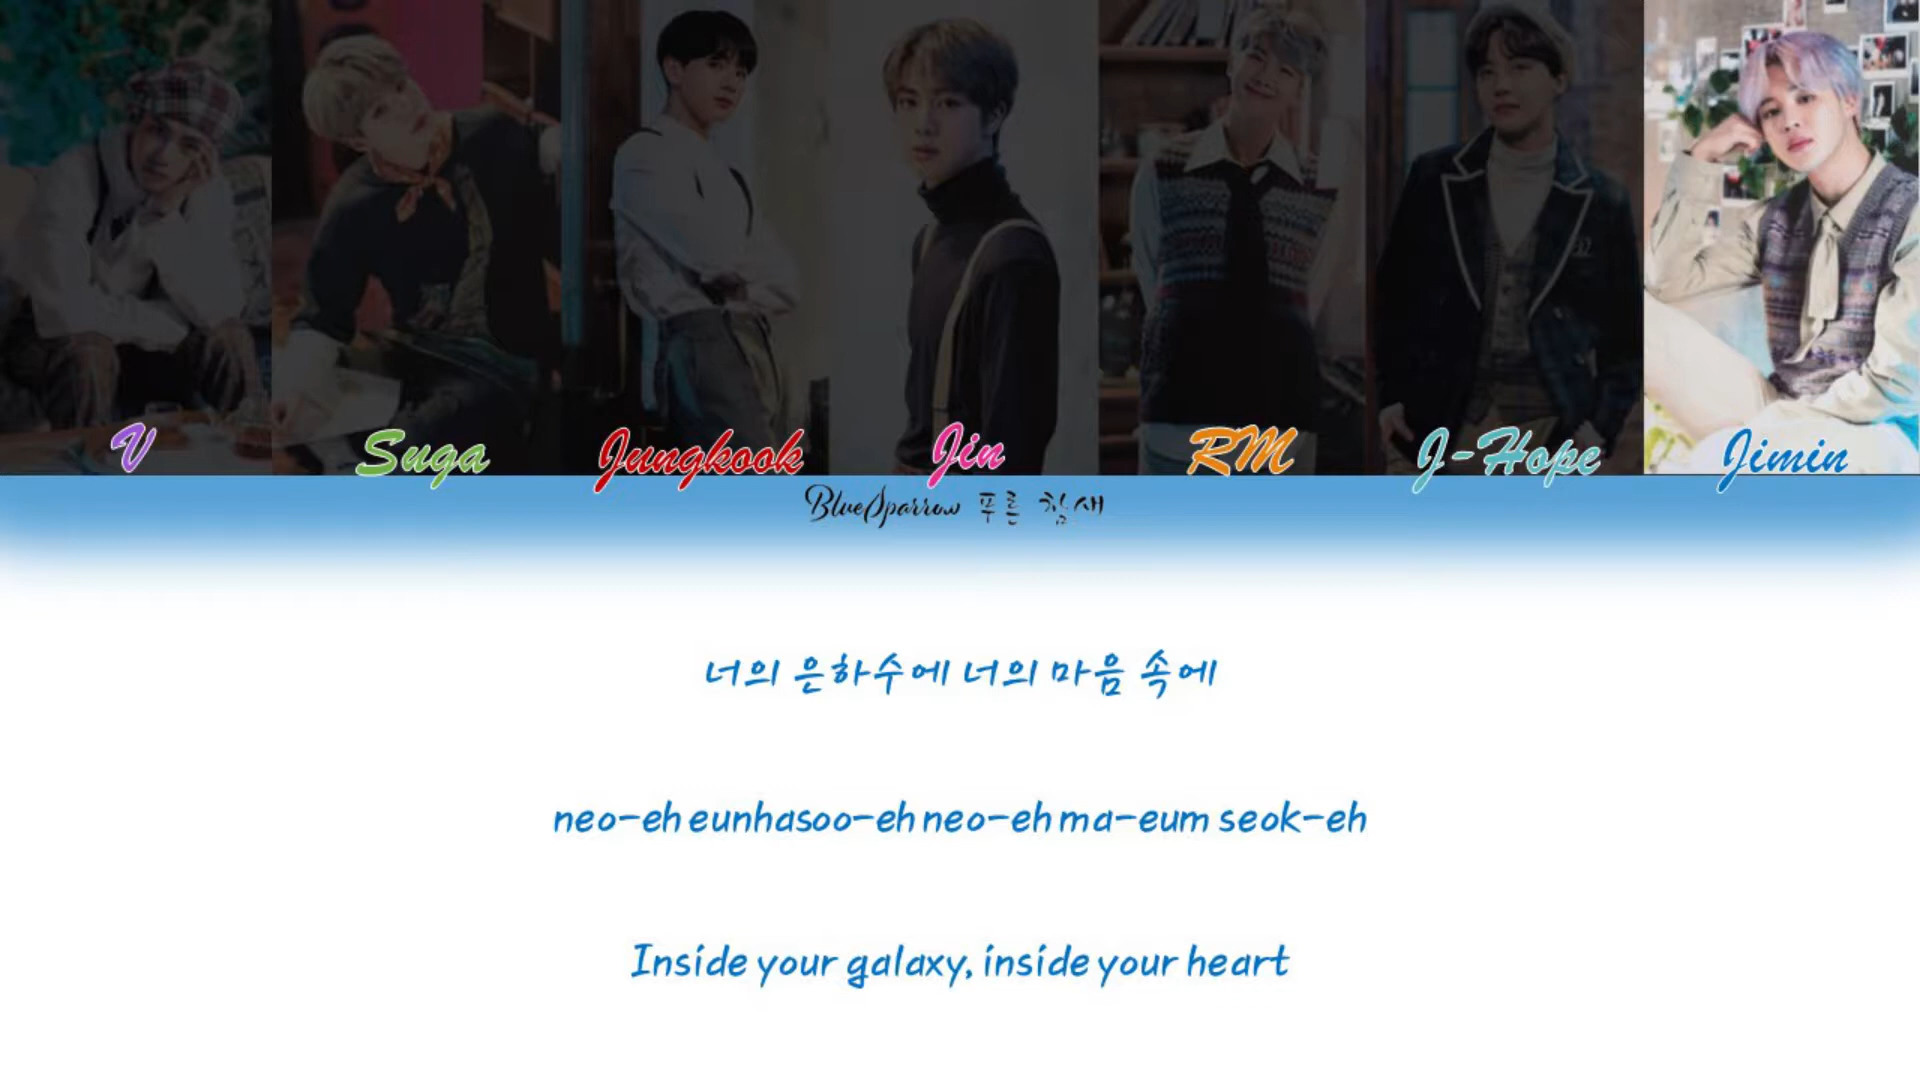 V Suga Jungkook Jin RM J-Hope Jimin
BlueSparrow 푸른 참새
너의 은하수에 너의 마음 속에
neo-eh eunhasoo-eh neo-eh ma-eum seok-eh
Inside your galaxy, inside your heart